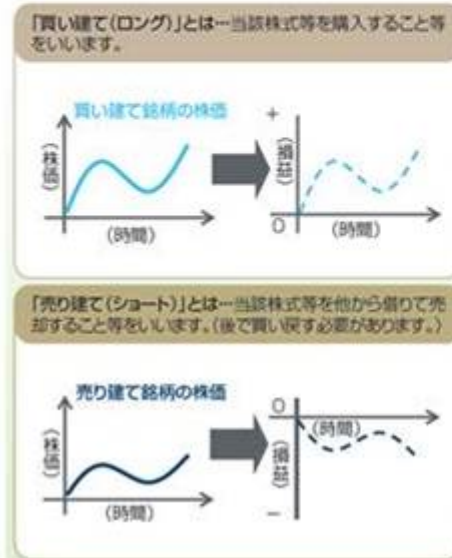 「買い建て(ロング)」とは…当該株式等を購入すること等
をいいます。
買い建て銘柄の株価
(株価)
(時間)
+
(損益)
0
(時間)
「売り建て(ショート)」とは…当該株式等を他から借りて売
却すること等をいいます。(後で買い戻す必要があります。)
売り建て銘柄の株価
(株価)
(時間)
0
(時間)
(損益)
−